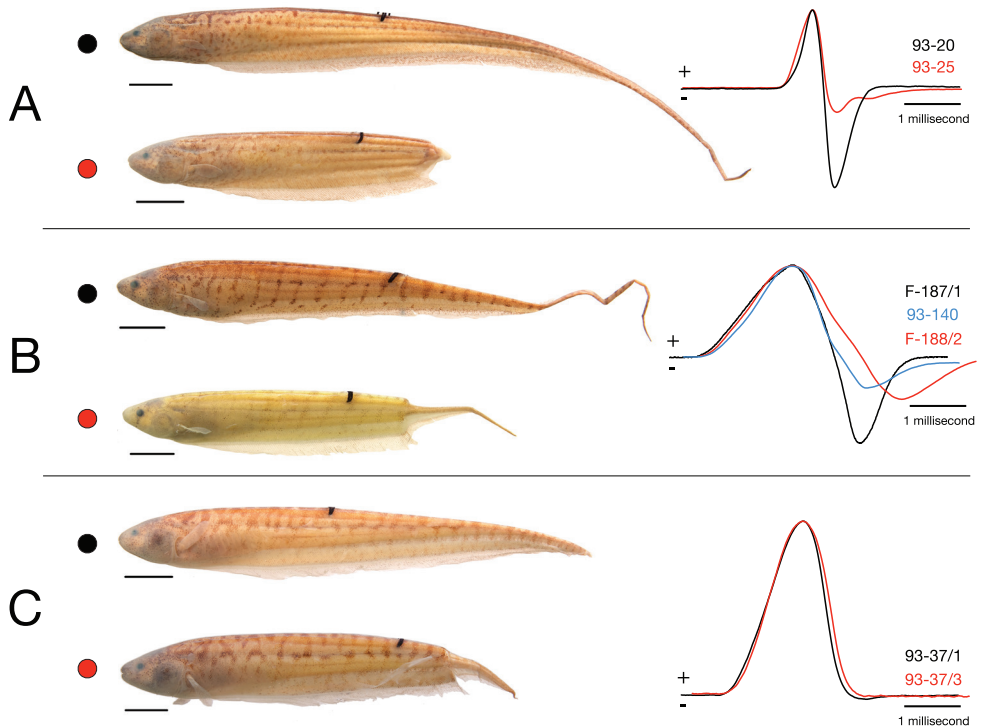 A
+
-
93-20
93-25
1 millisecond
B
+
-
F-187/1
93-140
F-188/2
1 millisecond
C
+
-
93-37/1
93-37/3
1 millisecond